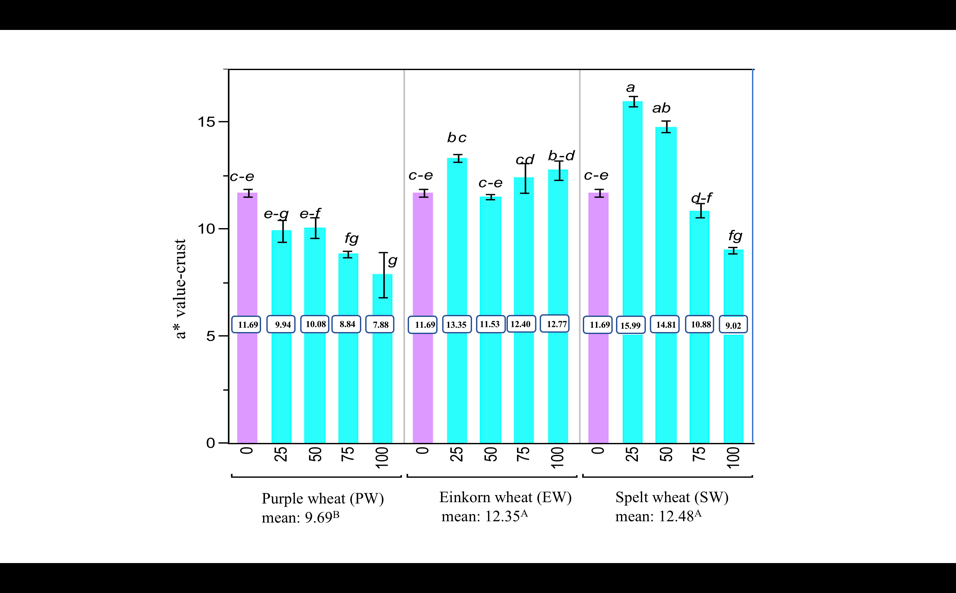 a
bc
ab
c-e
c-e
c-e
cd
b-d
c-e
e-g
e-f
fg
g
d-f
fg
15
10
5
0
a* value-crust
11.69 9.94 10.08 8.84 7.88 11.69 13.35 11.53 12.40 12.77 11.69 15.99 14.81 10.88 9.02
0 25 50 75 100 0 25 50 75 100 0 25 50 75 100
Purple wheat (PW) Einkorn wheat (EW) Spelt wheat (SW)
mean: 9.69ᴮ mean: 12.35ᴬ mean: 12.48ᴬ